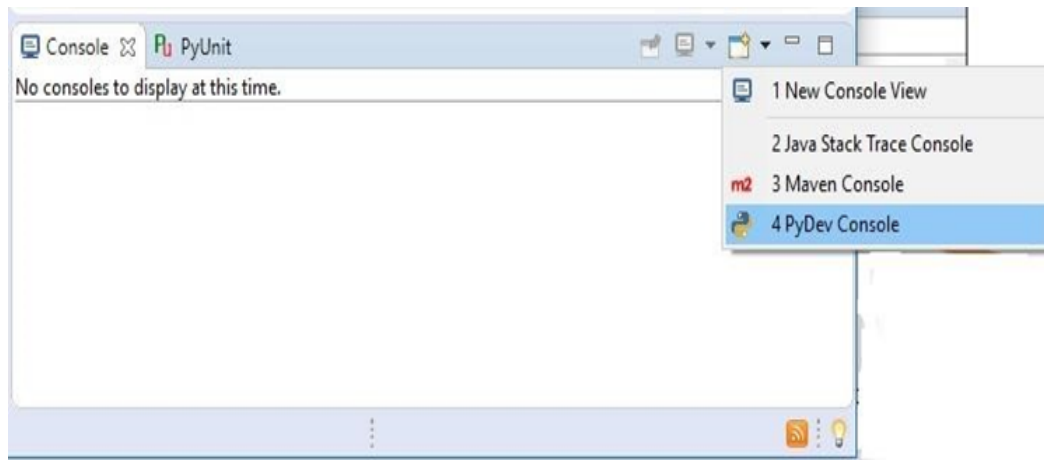 Console PyUnit
No consoles to display at this time.
1 New Console View
2 Java Stack Trace Console
m2 3 Maven Console
4 PyDev Console